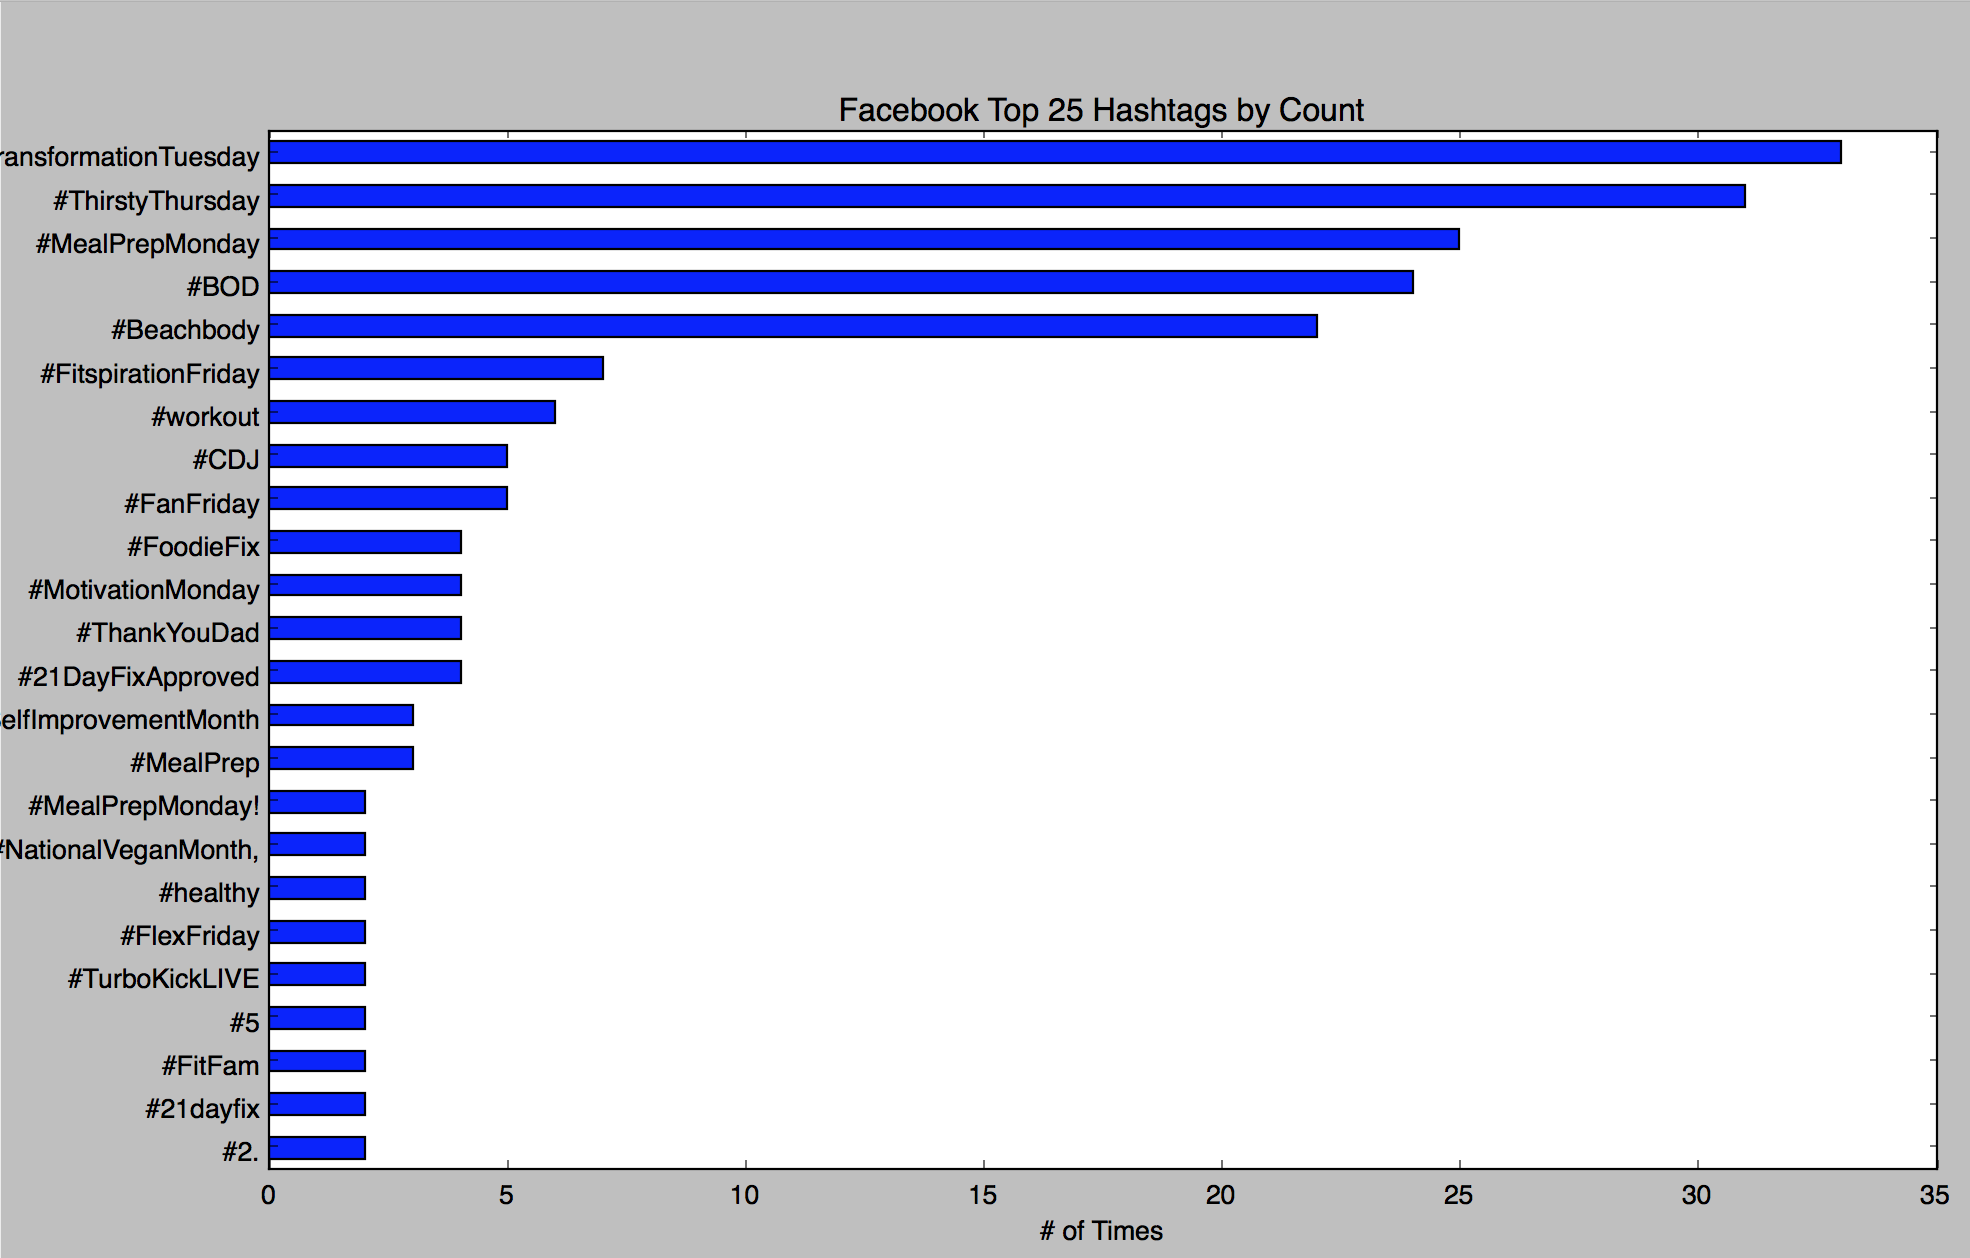 Facebook Top 25 Hashtags by Count
ransformationTuesday
#ThirstyThursday
#MealPrepMonday
#BOD
#Beachbody
#FitspirationFriday
#workout
#CDJ
#FanFriday
#FoodieFix
#MotivationMonday
#ThankYouDad
#21DayFixApproved
elfImprovementMonth
#MealPrep
#MealPrepMonday!
#NationalVeganMonth,
#healthy
#FlexFriday
#TurboKickLIVE
#5
#FitFam
#21dayfix
#2.
0 5 10 15 20 25 30 35
# of Times